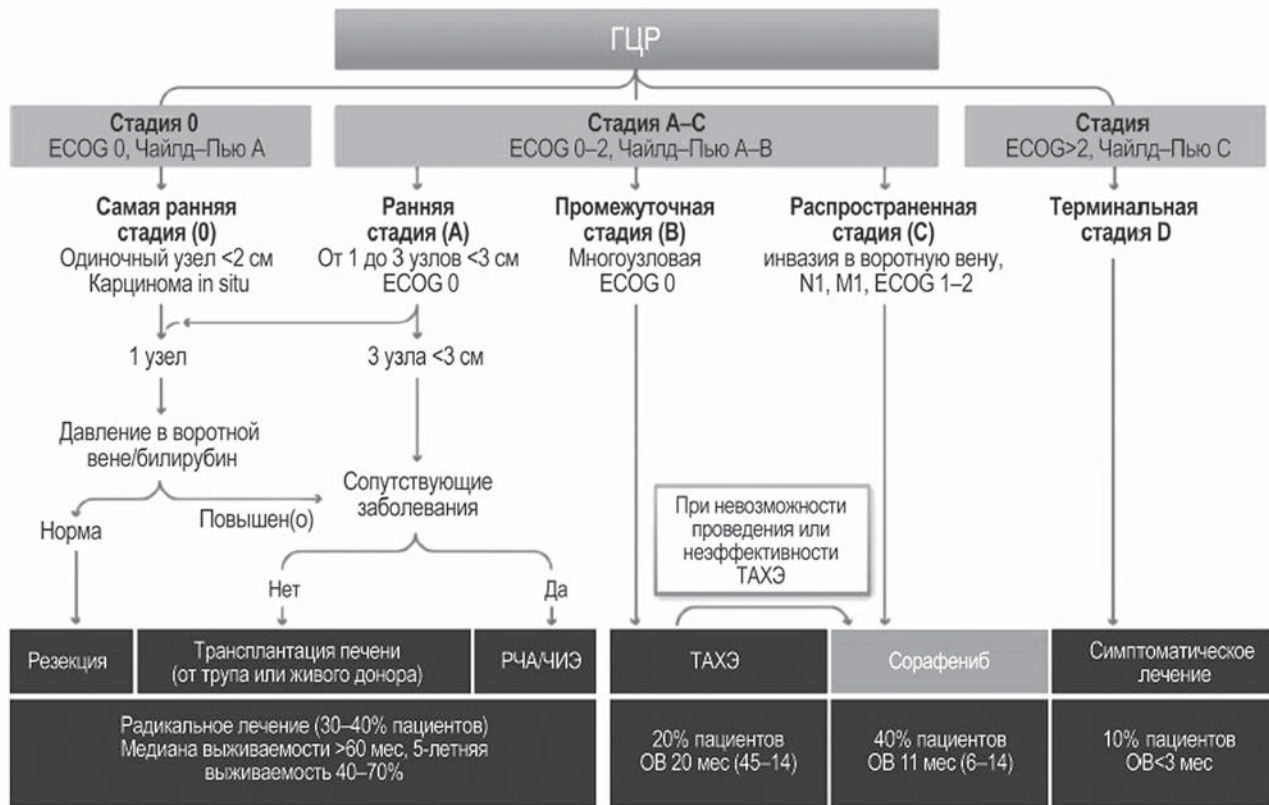 ГЦР
Стадия 0
ECOG 0, Чайлд–Пью А
Стадия А–С
ECOG 0–2, Чайлд–Пью А–В
Стадия
ECOG>2, Чайлд–Пью С
Самая ранняя
стадия (0)
Одиночный узел <2 см
Карцинома in situ
Ранняя
стадия (А)
От 1 до 3 узлов <3 см
ECOG 0
Промежуточная
стадия (В)
Многоузловая
ECOG 0
Распространенная
стадия (С)
инвазия в воротную вену,
N1, M1, ECOG 1–2
Терминальная
стадия D
1 узел
3 узла <3 см
Давление в воротной
вене/билирубин
Сопутствующие
заболевания
Норма
Повышен(о)
При невозможности
проведения или
неэффективности
ТАХЭ
Нет
Да
Резекция
Трансплантация печени
(от трупа или живого донора)
РЧА/ЧИЭ
ТАХЭ
Сорафениб
Симптоматическое
лечение
Радикальное лечение (30–40% пациентов)
Медиана выживаемости >60 мес, 5-летняя
выживаемость 40–70%
20% пациентов
ОВ 20 мес (45–14)
40% пациентов
ОВ 11 мес (6–14)
10% пациентов
ОВ<3 мес